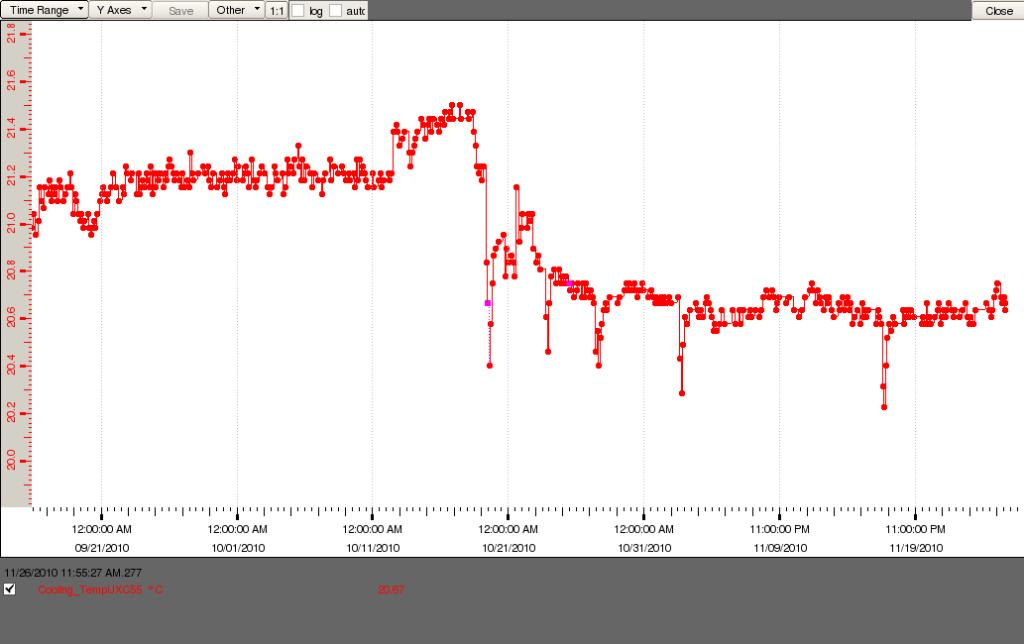 Time Range Y Axes Save Other 1:1 log auto Close
21.8
21.6
21.4
21.2
21.0
20.8
20.6
20.4
20.2
20.0
12:00:00 AM 12:00:00 AM 12:00:00 AM 12:00:00 AM 12:00:00 AM 11:00:00 PM 11:00:00 PM
09/21/2010 10/01/2010 10/11/2010 10/21/2010 10/31/2010 11/09/2010 11/19/2010
11/26/2010 11:55:27 AM.277
Cooling_TempUXC55 °C 20.67